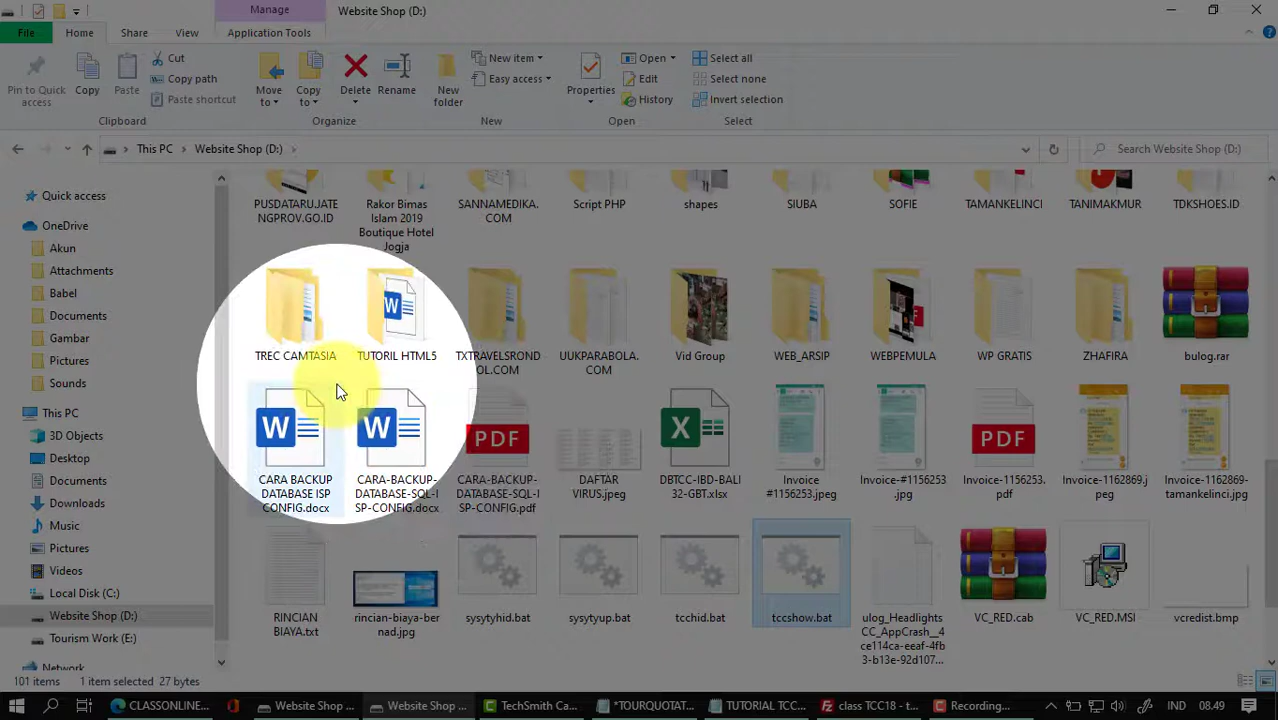 Manage
Website Shop (D:)
File
Home
Share
View
Application Tools
Pin to Quick
access
Copy
Paste
Cut
Copy path
Paste shortcut
Move
to
Copy
to
Delete
Rename
New
folder
New item
Easy access
Properties
Open
Edit
History
Select all
Select none
Invert selection
Clipboard
Organize
New
Open
Select
This PC
Website Shop (D:)
Search Website Shop (D:)
Quick access
OneDrive
Akun
Attachments
Babel
Documents
Gambar
Pictures
Sounds
This PC
3D Objects
Desktop
Documents
Downloads
Music
Pictures
Videos
Local Disk (C:)
Website Shop (D:)
Tourism Work (E:)
Network
PUSDATARU.JATE
NGPROV.GO.ID
Rakor Bimas
Islam 2019
Boutique Hotel
Jogja
SANNAMEDIKA.
COM
Script PHP
shapes
SIUBA
SOFIE
TAMANKELINCI
TANIMAKMUR
TDKSHOES.ID
TREC CAMTASIA
TUTORIL HTML5
TXTRAVELSROND
OL.COM
UUKPARABOLA.
COM
Vid Group
WEB_ARSIP
WEBPEMULA
WP GRATIS
ZHAFIRA
bulog.rar
CARA BACKUP
DATABASE ISP
CONFIG.docx
CARA-BACKUP-
DATABASE-SQL-I
SP-CONFIG.docx
CARA-BACKUP-
DATABASE-SQL-I
SP-CONFIG.pdf
DAFTAR
VIRUS.jpeg
DBTCC-IBD-BALI
32-GBT.xlsx
Invoice
#1156253.jpeg
Invoice-#1156253
.jpg
Invoice-1156253.
pdf
Invoice-1162869.j
peg
Invoice-1162869-
tamankelinci.jpg
RINCIAN
BIAYA.txt
rincian-biaya-ber
nad.jpg
sysytyhid.bat
sysytyup.bat
tcchid.bat
tccshow.bat
ulog_Headlights
CC_AppCrash__4
ce114ca-eeaf-4fb
3-b13e-92d107...
VC_RED.cab
VC_RED.MSI
vcredist.bmp
101 items
1 item selected 27 bytes
CLASSONLINE...
Website Shop ...
Website Shop ...
TechSmith Ca...
*TOURQUOTAT...
TUTORIAL TCC...
class TCC18 - t...
Recording...
IND
08.49